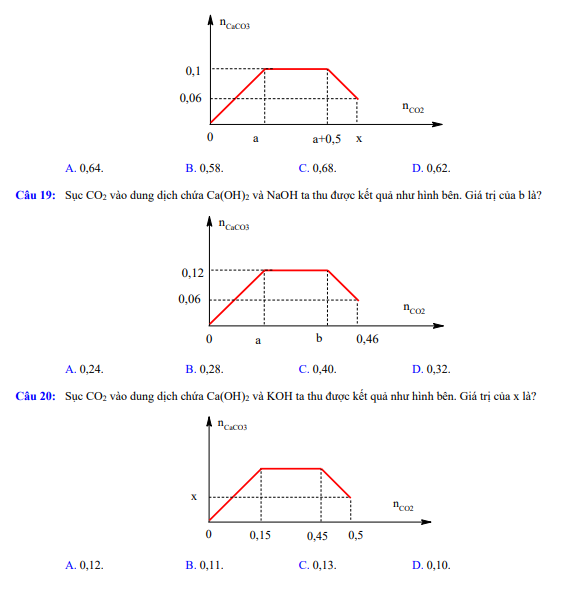 nCaCO3
0,1
0,06
nCO2
0 a a+0,5 x
A. 0,64. B. 0,58. C. 0,68. D. 0,62.
Câu 19: Sục CO2 vào dung dịch chứa Ca(OH)2 và NaOH ta thu được kết quả như hình bên. Giá trị của b là?
nCaCO3
0,12
0,06
nCO2
0 a b 0,46
A. 0,24. B. 0,28. C. 0,40. D. 0,32.
Câu 20: Sục CO2 vào dung dịch chứa Ca(OH)2 và KOH ta thu được kết quả như hình bên. Giá trị của x là?
nCaCO3
x
nCO2
0 0,15 0,45 0,5
A. 0,12. B. 0,11. C. 0,13. D. 0,10.